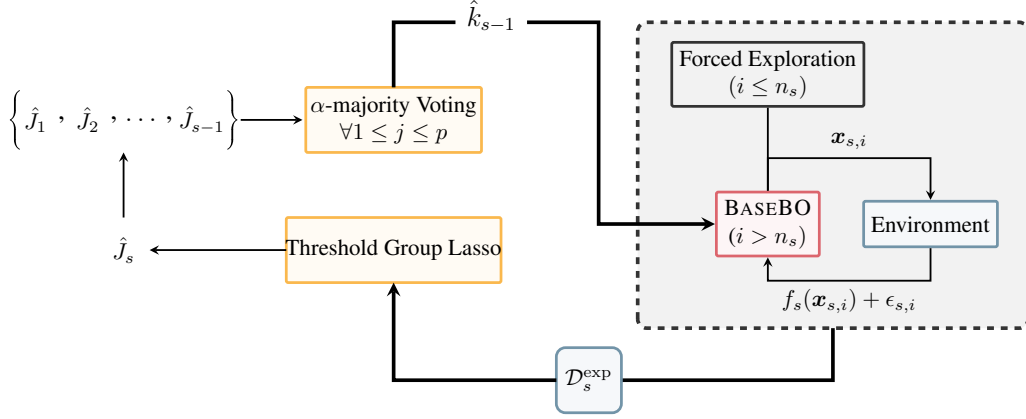 k̂_{s−1}
{ Ĵ_1 , Ĵ_2 , · · · , Ĵ_{s−1} }
α-majority Voting
∀1 ≤ j ≤ p
Forced Exploration
(i ≤ n_s)
x_{s,i}
BASEBO
(i > n_s)
Environment
f_s(x_{s,i}) + ϵ_{s,i}
Ĵ_s
Threshold Group Lasso
D_s^{exp}